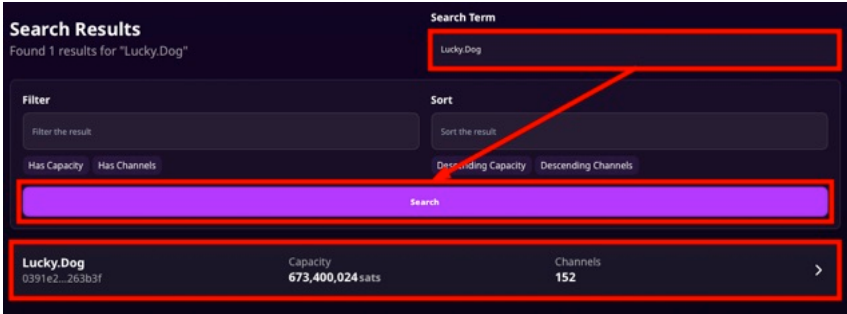 Search Results
Found 1 results for "Lucky.Dog"
Search Term
Lucky.Dog
Filter
Filter the result
Has Capacity Has Channels
Sort
Sort the result
Descending Capacity Descending Channels
Search
Lucky.Dog
0391e2...263b3f
Capacity
673,400,024 sats
Channels
152